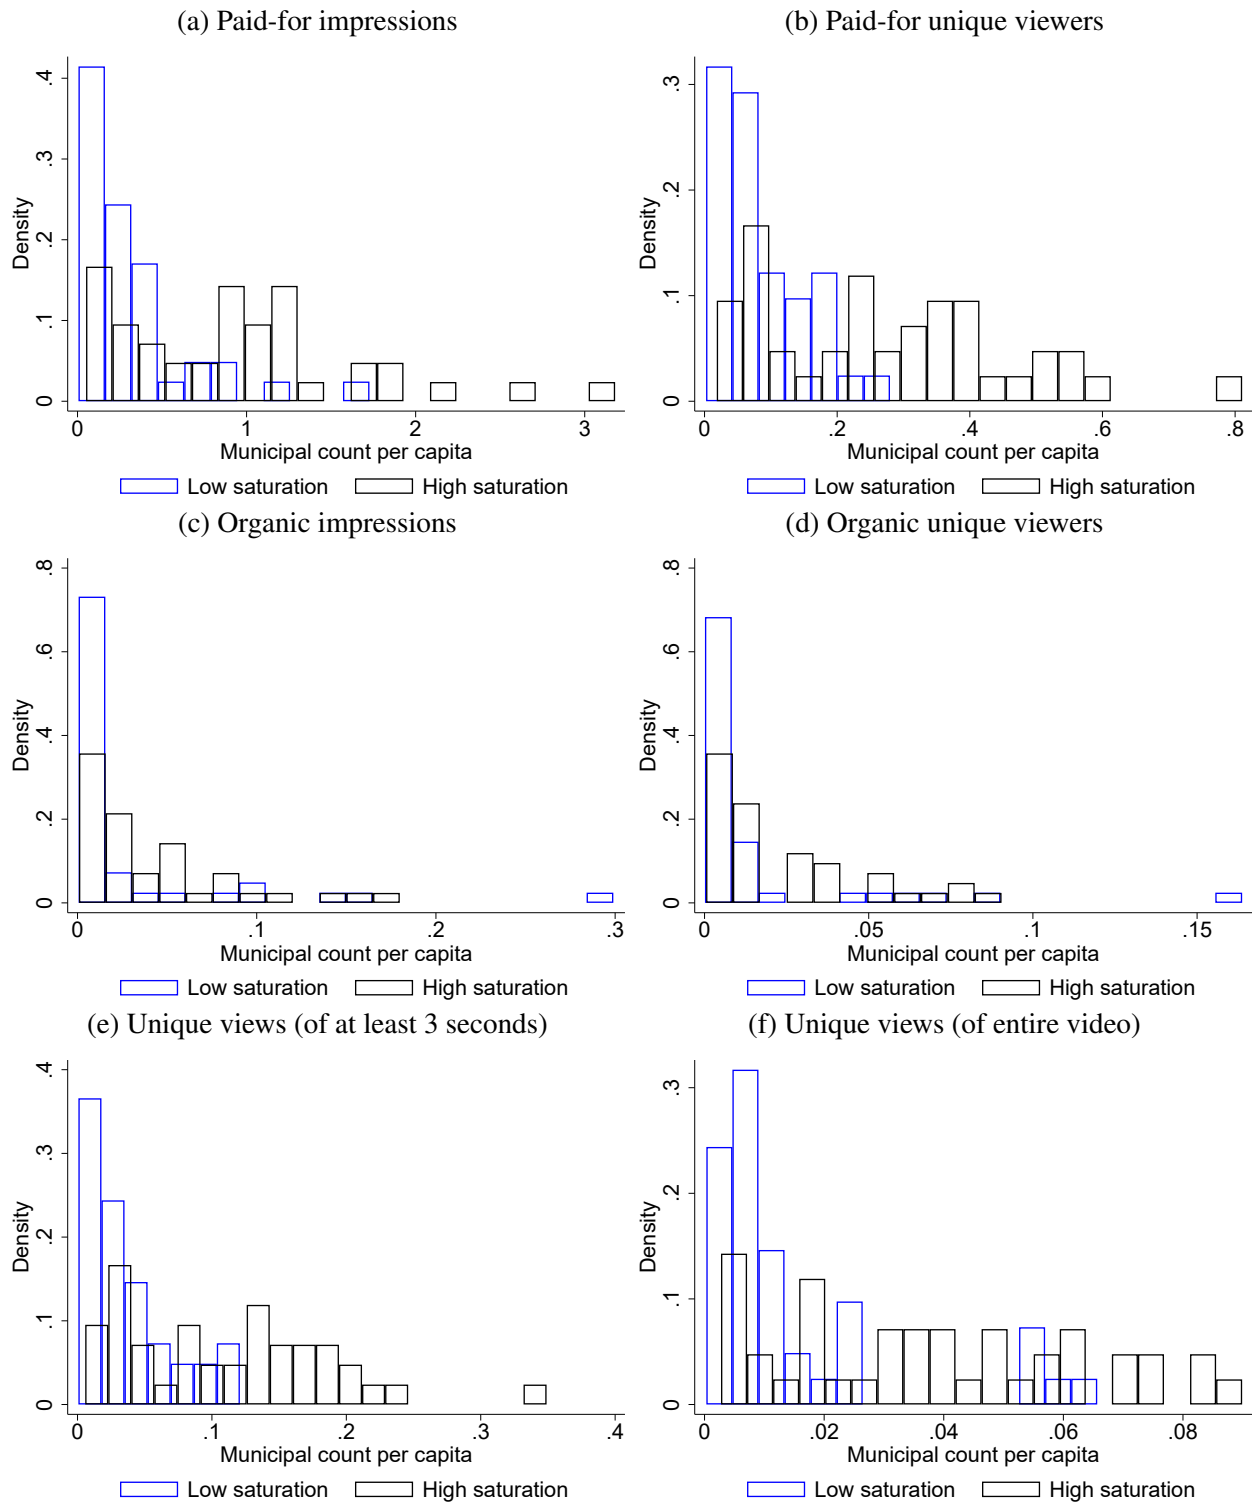 (a) Paid-for impressions
Density
0 .1 .2 .3 .4
0 1 2 3
Municipal count per capita
Low saturation High saturation
(b) Paid-for unique viewers
Density
0 .1 .2 .3
0 .2 .4 .6 .8
Municipal count per capita
Low saturation High saturation
(c) Organic impressions
Density
0 .2 .4 .6 .8
0 .1 .2 .3
Municipal count per capita
Low saturation High saturation
(d) Organic unique viewers
Density
0 .2 .4 .6 .8
0 .05 .1 .15
Municipal count per capita
Low saturation High saturation
(e) Unique views (of at least 3 seconds)
Density
0 .1 .2 .3 .4
0 .1 .2 .3 .4
Municipal count per capita
Low saturation High saturation
(f) Unique views (of entire video)
Density
0 .1 .2 .3
0 .02 .04 .06 .08
Municipal count per capita
Low saturation High saturation